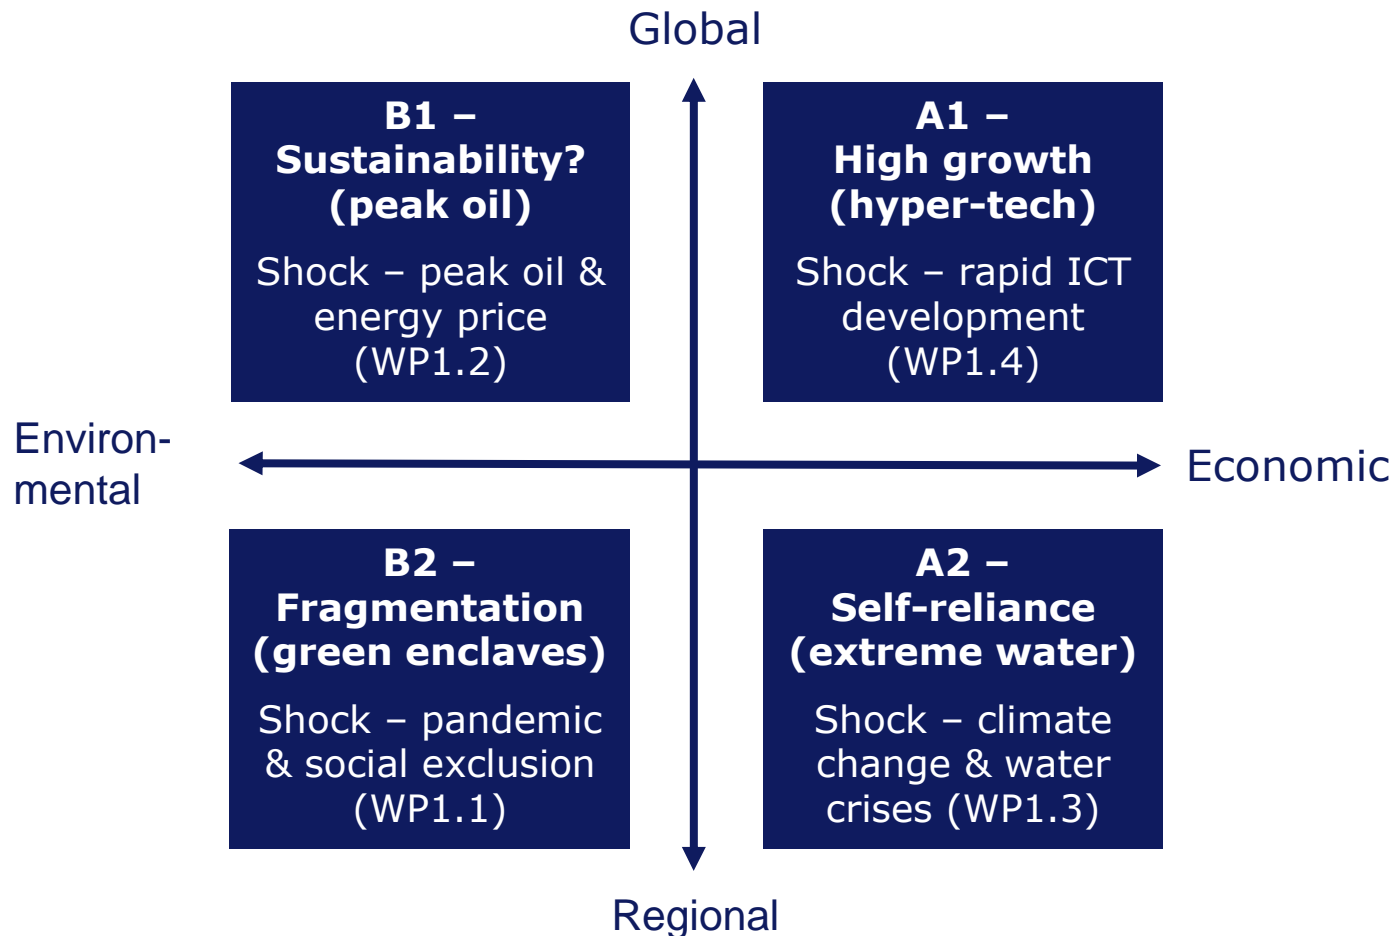 Global
B1 –
Sustainability?
(peak oil)
Shock – peak oil &
energy price
(WP1.2)
A1 –
High growth
(hyper-tech)
Shock – rapid ICT
development
(WP1.4)
Environ-
mental
Economic
B2 –
Fragmentation
(green enclaves)
Shock – pandemic
& social exclusion
(WP1.1)
A2 –
Self-reliance
(extreme water)
Shock – climate
change & water
crises (WP1.3)
Regional